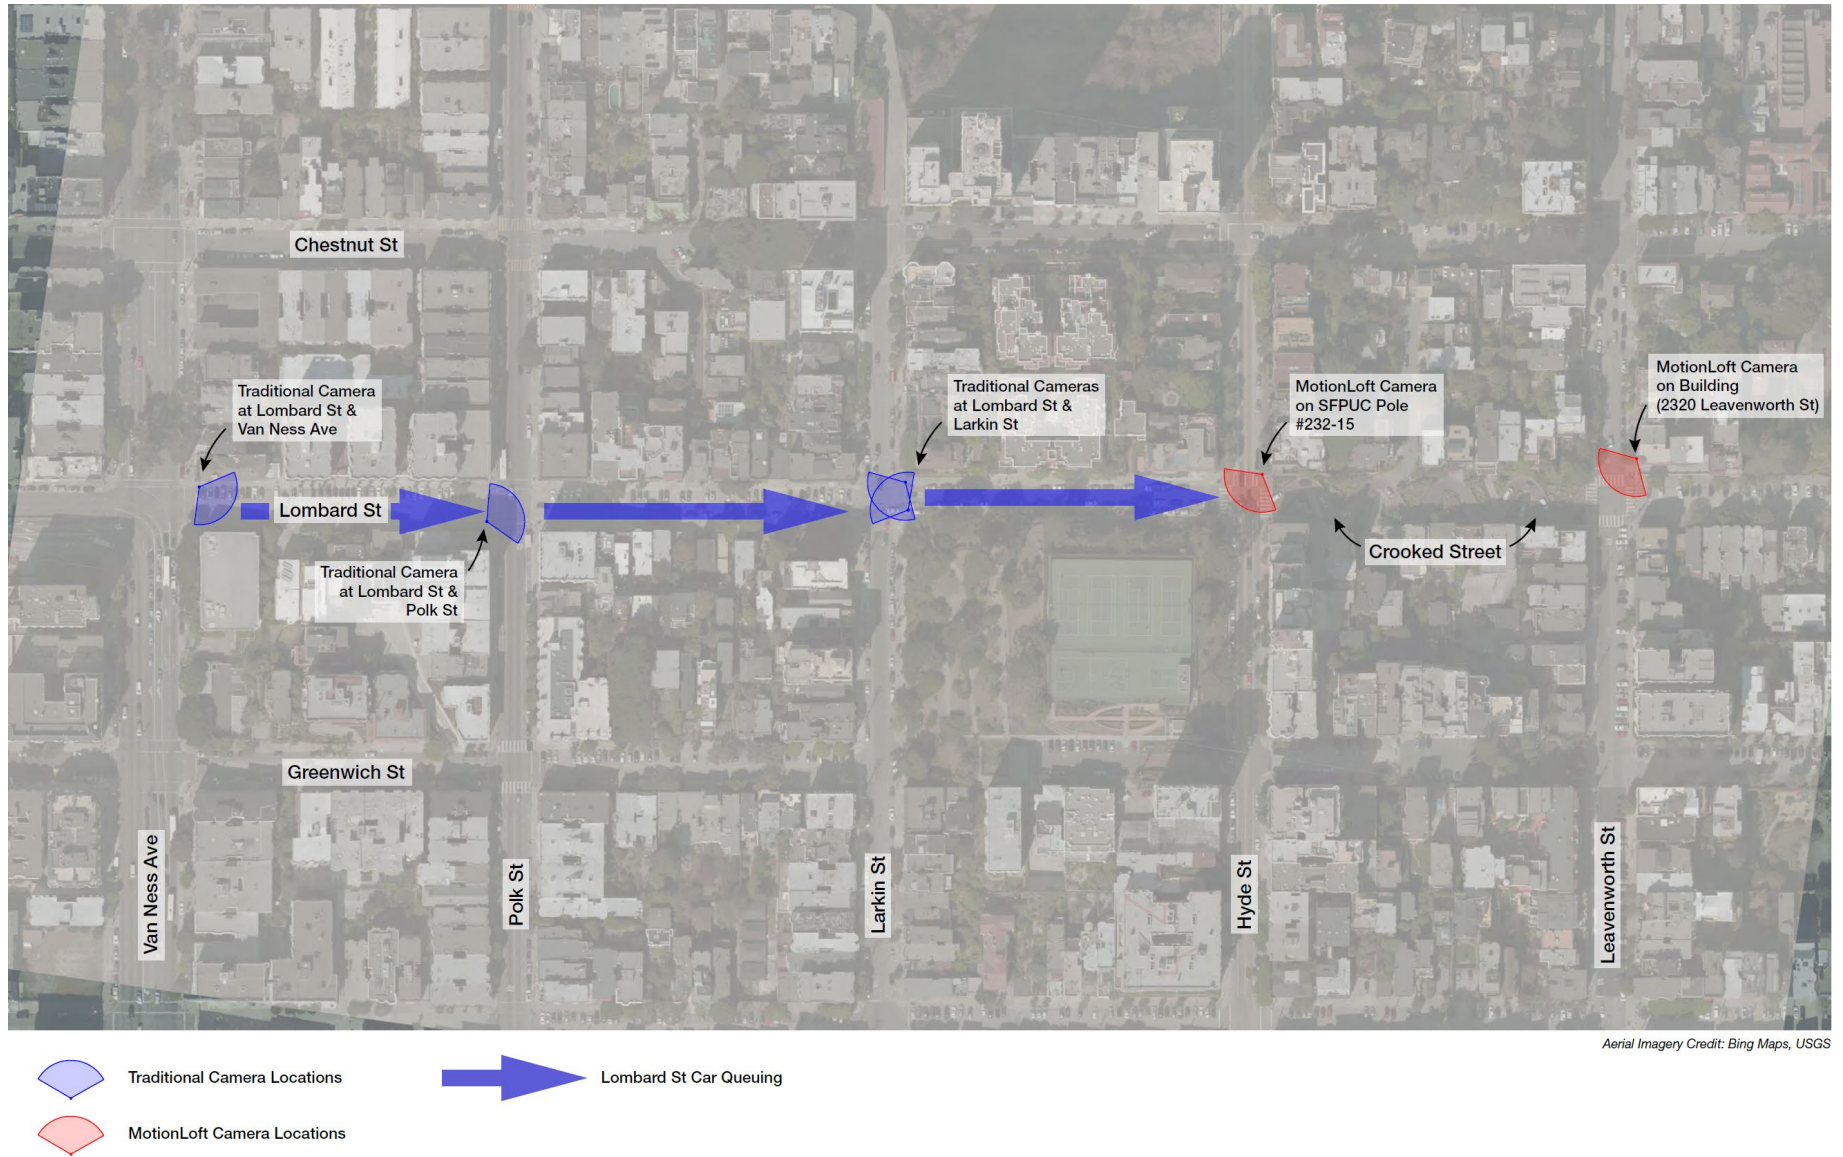 Chestnut St
Traditional Camera
at Lombard St &
Van Ness Ave
Traditional Cameras
at Lombard St &
Larkin St
MotionLoft Camera
on SFPUC Pole
#232-15
MotionLoft Camera
on Building
(2320 Leavenworth St)
Lombard St
Crooked Street
Traditional Camera
at Lombard St &
Polk St
Greenwich St
Van Ness Ave
Polk St
Larkin St
Hyde St
Leavenworth St
Aerial Imagery Credit: Bing Maps, USGS
Traditional Camera Locations
Lombard St Car Queuing
MotionLoft Camera Locations